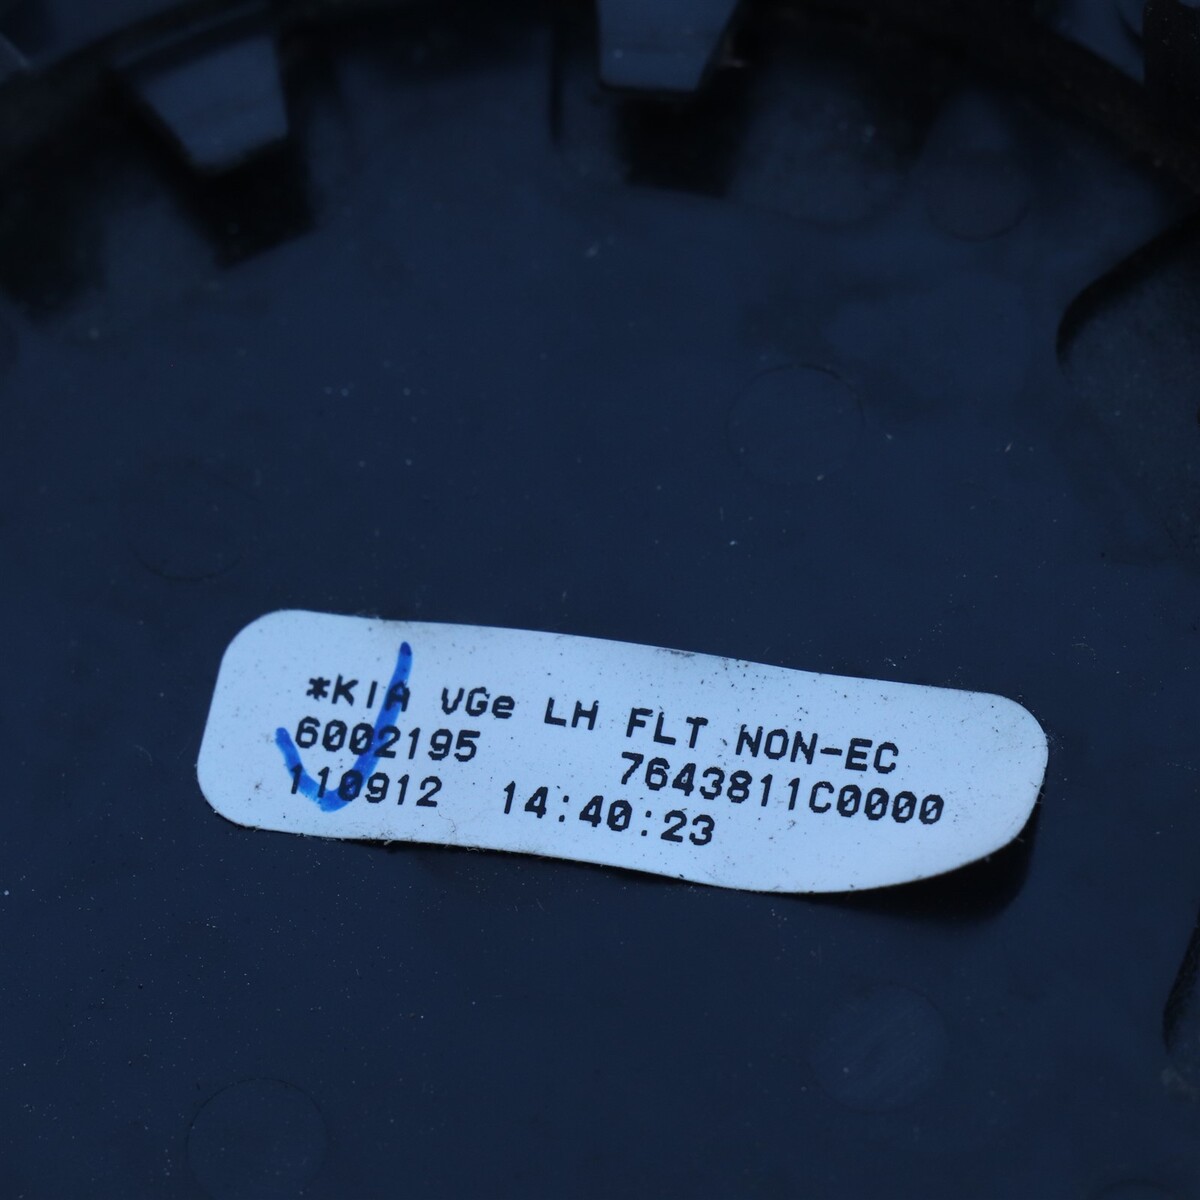 *KIA VGe LH FLT NON-EC
6002195 7643811C0000
110912 14:40:23